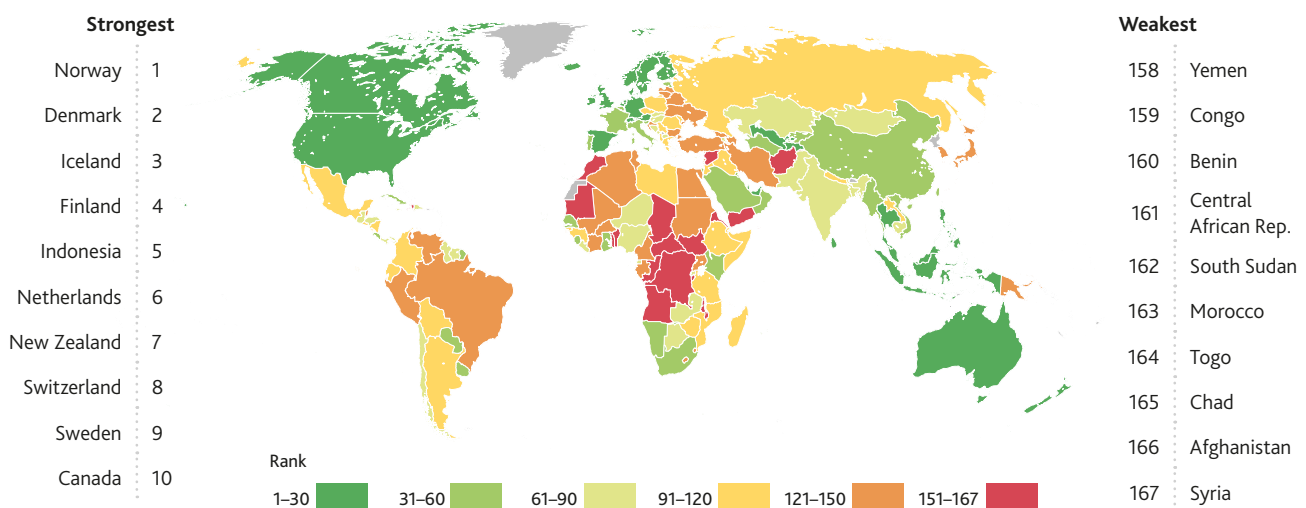 Strongest
Norway 1
Denmark 2
Iceland 3
Finland 4
Indonesia 5
Netherlands 6
New Zealand 7
Switzerland 8
Sweden 9
Canada 10
Rank
1–30 31–60 61–90 91–120 121–150 151–167
Weakest
158 Yemen
159 Congo
160 Benin
161 Central
African Rep.
162 South Sudan
163 Morocco
164 Togo
165 Chad
166 Afghanistan
167 Syria